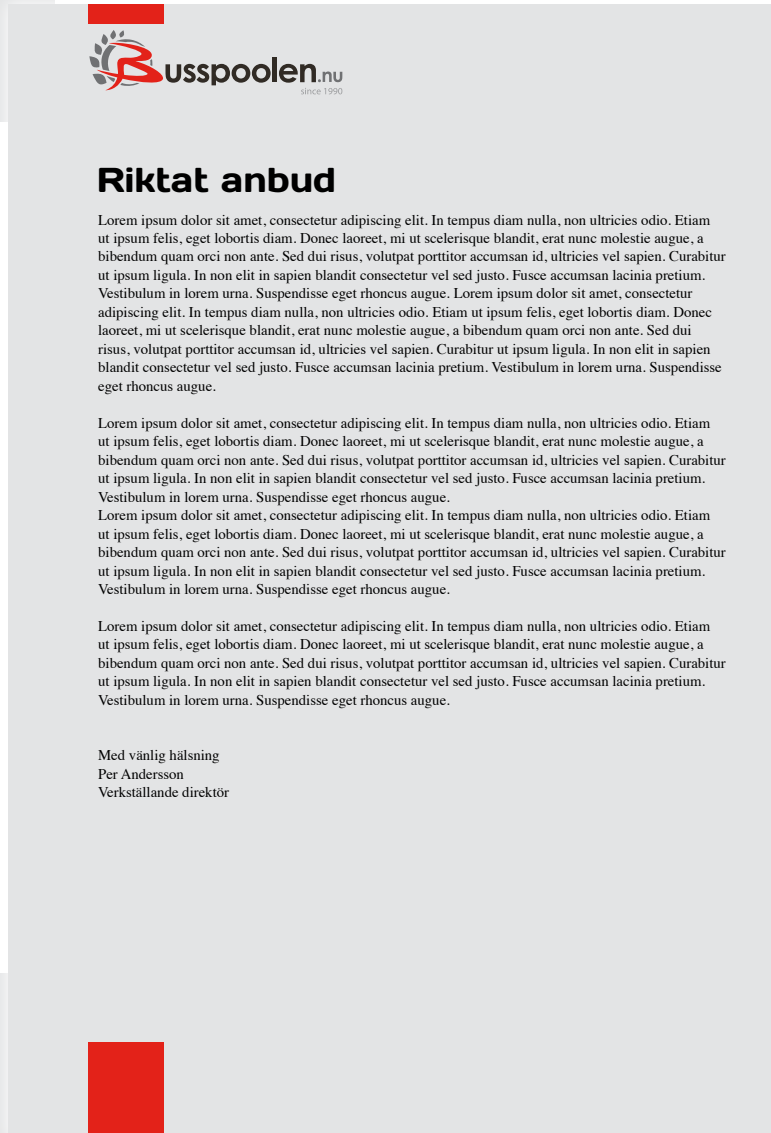 Busspoolen.nu
since 1990
Riktat anbud
Lorem ipsum dolor sit amet, consectetur adipiscing elit. In tempus diam nulla, non ultricies odio. Etiam
ut ipsum felis, eget lobortis diam. Donec laoreet, mi ut scelerisque blandit, erat nunc molestie augue, a
bibendum quam orci non ante. Sed dui risus, volutpat porttitor accumsan id, ultricies vel sapien. Curabitur
ut ipsum ligula. In non elit in sapien blandit consectetur vel sed justo. Fusce accumsan lacinia pretium.
Vestibulum in lorem urna. Suspendisse eget rhoncus augue. Lorem ipsum dolor sit amet, consectetur
adipiscing elit. In tempus diam nulla, non ultricies odio. Etiam ut ipsum felis, eget lobortis diam. Donec
laoreet, mi ut scelerisque blandit, erat nunc molestie augue, a bibendum quam orci non ante. Sed dui
risus, volutpat porttitor accumsan id, ultricies vel sapien. Curabitur ut ipsum ligula. In non elit in sapien
blandit consectetur vel sed justo. Fusce accumsan lacinia pretium. Vestibulum in lorem urna. Suspendisse
eget rhoncus augue.
Lorem ipsum dolor sit amet, consectetur adipiscing elit. In tempus diam nulla, non ultricies odio. Etiam
ut ipsum felis, eget lobortis diam. Donec laoreet, mi ut scelerisque blandit, erat nunc molestie augue, a
bibendum quam orci non ante. Sed dui risus, volutpat porttitor accumsan id, ultricies vel sapien. Curabitur
ut ipsum ligula. In non elit in sapien blandit consectetur vel sed justo. Fusce accumsan lacinia pretium.
Vestibulum in lorem urna. Suspendisse eget rhoncus augue.
Lorem ipsum dolor sit amet, consectetur adipiscing elit. In tempus diam nulla, non ultricies odio. Etiam
ut ipsum felis, eget lobortis diam. Donec laoreet, mi ut scelerisque blandit, erat nunc molestie augue, a
bibendum quam orci non ante. Sed dui risus, volutpat porttitor accumsan id, ultricies vel sapien. Curabitur
ut ipsum ligula. In non elit in sapien blandit consectetur vel sed justo. Fusce accumsan lacinia pretium.
Vestibulum in lorem urna. Suspendisse eget rhoncus augue.
Lorem ipsum dolor sit amet, consectetur adipiscing elit. In tempus diam nulla, non ultricies odio. Etiam
ut ipsum felis, eget lobortis diam. Donec laoreet, mi ut scelerisque blandit, erat nunc molestie augue, a
bibendum quam orci non ante. Sed dui risus, volutpat porttitor accumsan id, ultricies vel sapien. Curabitur
ut ipsum ligula. In non elit in sapien blandit consectetur vel sed justo. Fusce accumsan lacinia pretium.
Vestibulum in lorem urna. Suspendisse eget rhoncus augue.
Med vänlig hälsning
Per Andersson
Verkställande direktör